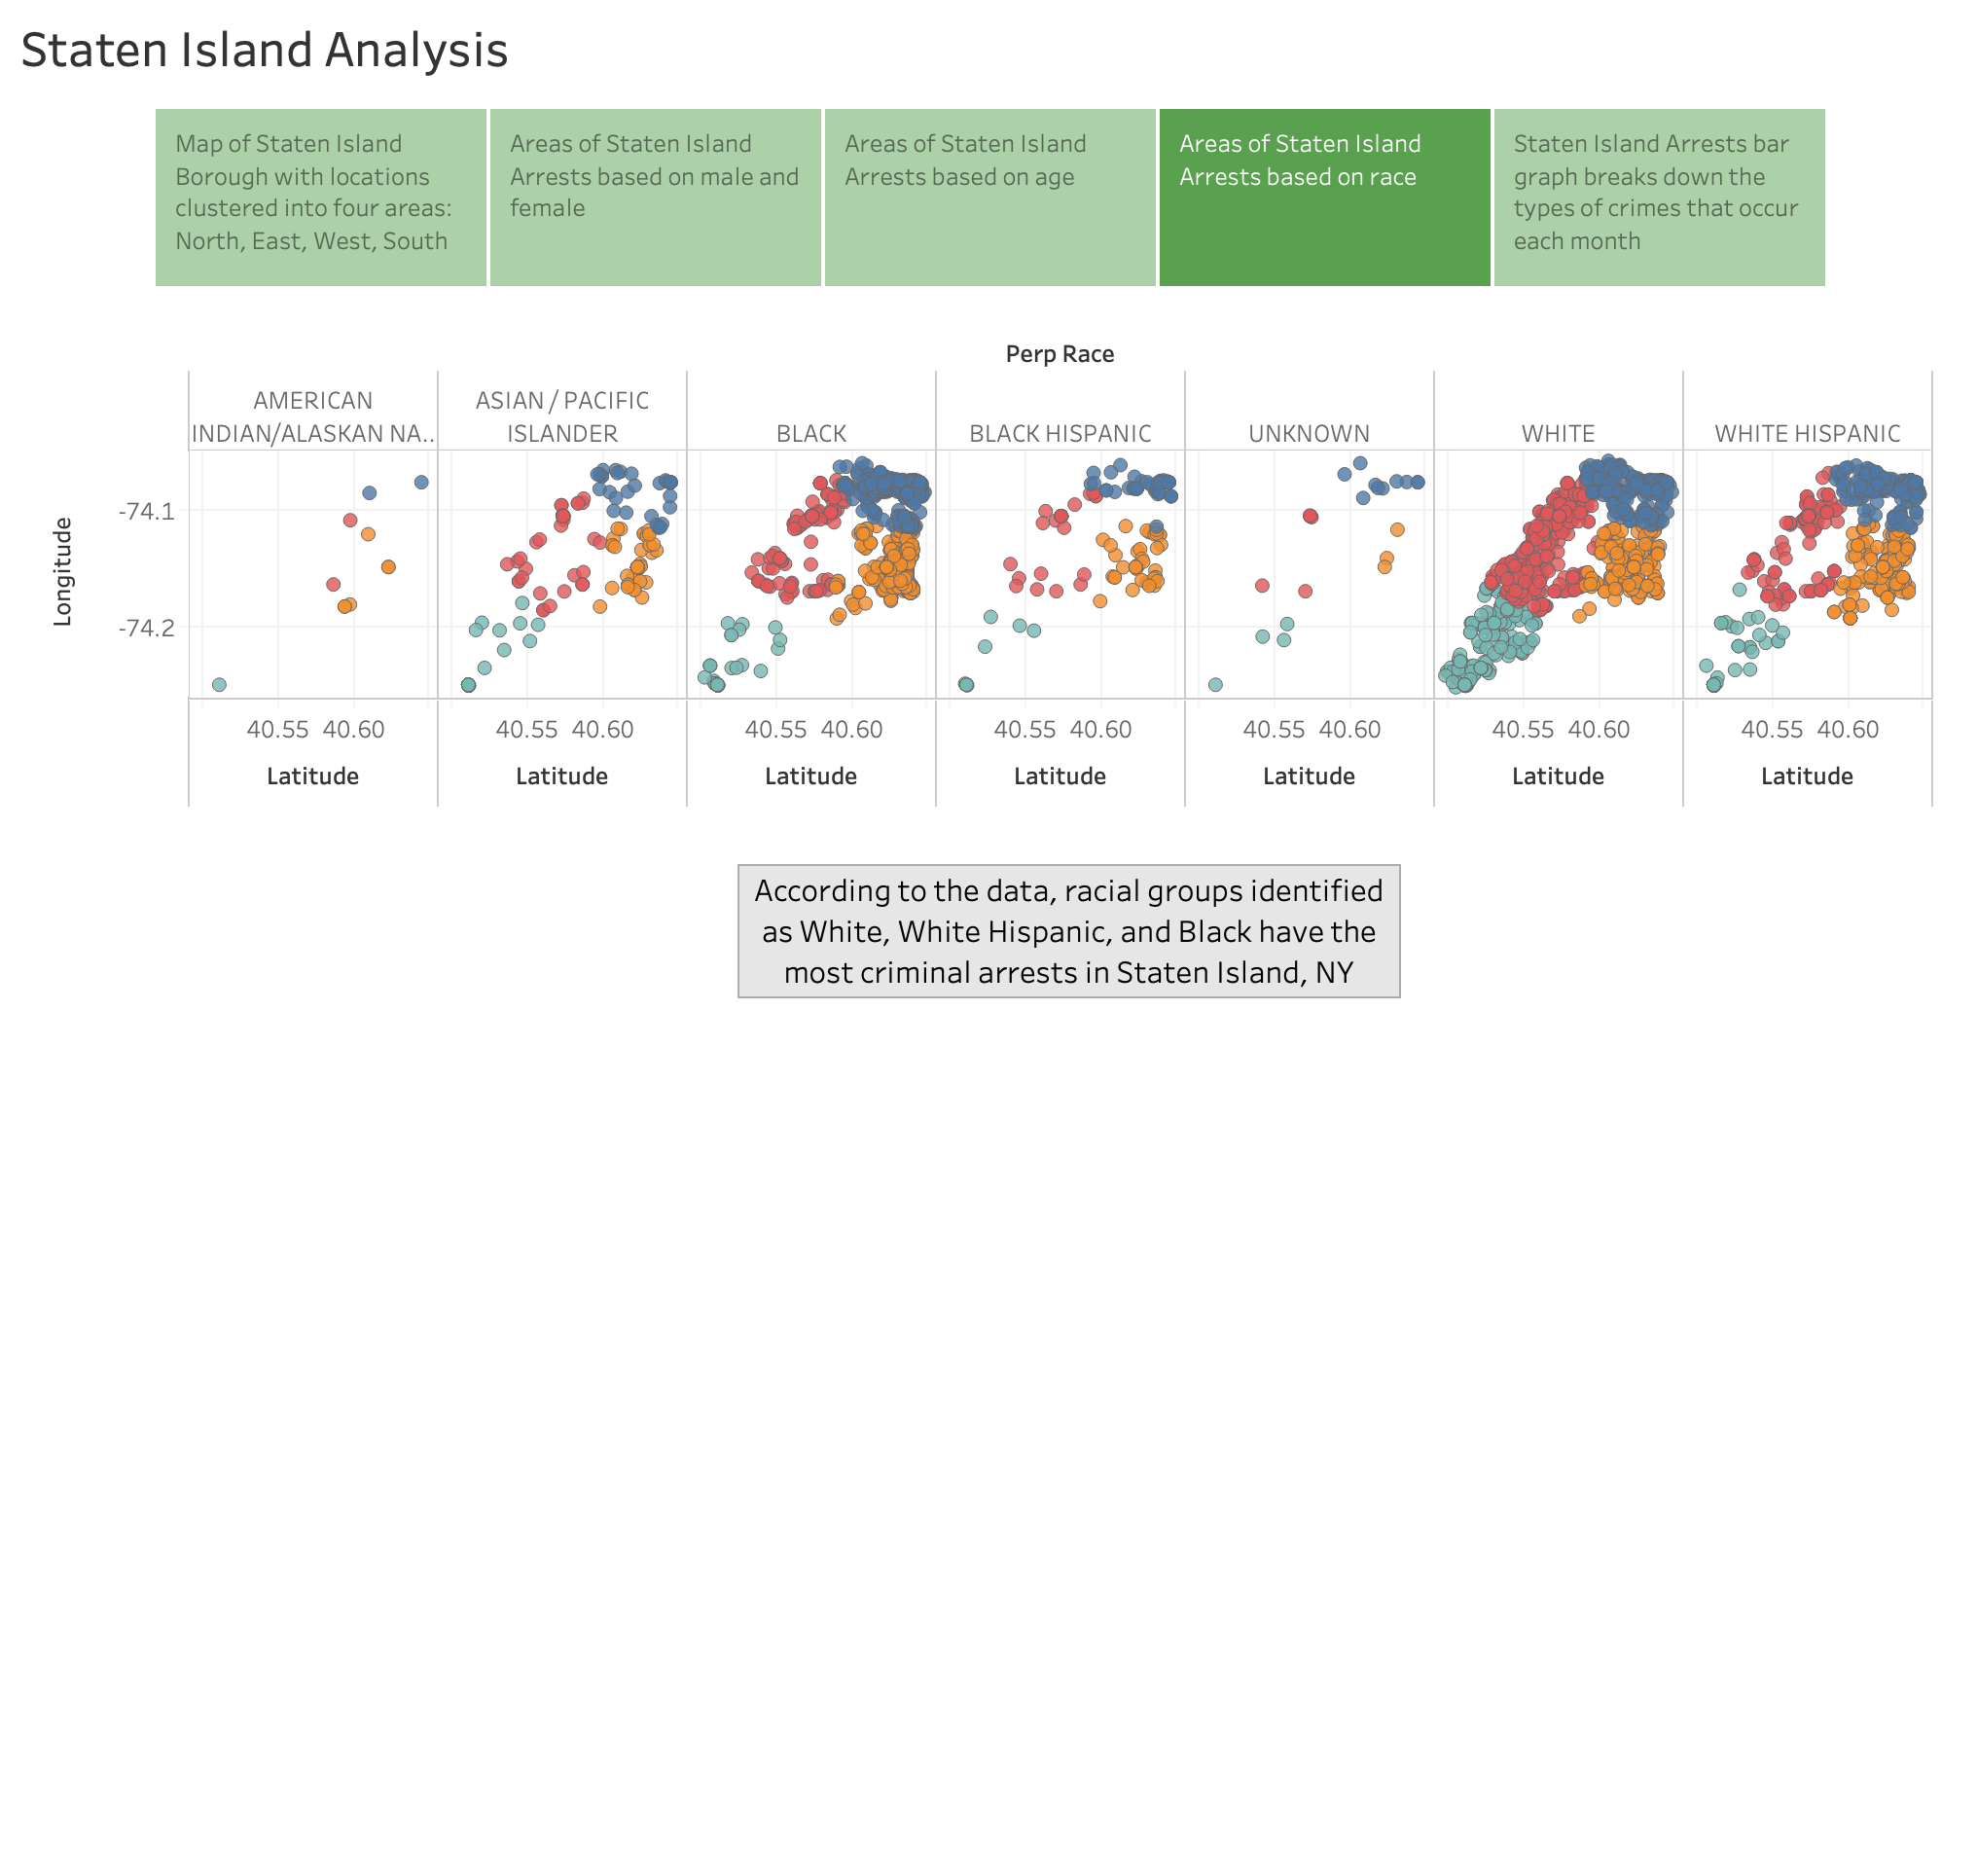 Staten Island Analysis
Map of Staten Island
Borough with locations
clustered into four areas:
North, East, West, South
Areas of Staten Island
Arrests based on male and
female
Areas of Staten Island
Arrests based on age
Areas of Staten Island
Arrests based on race
Staten Island Arrests bar
graph breaks down the
types of crimes that occur
each month
Perp Race
AMERICAN
INDIAN/ALASKAN NA..
ASIAN / PACIFIC
ISLANDER
BLACK
BLACK HISPANIC
UNKNOWN
WHITE
WHITE HISPANIC
Longitude
-74.1
-74.2
40.55 40.60
40.55 40.60
40.55 40.60
40.55 40.60
40.55 40.60
40.55 40.60
40.55 40.60
Latitude
Latitude
Latitude
Latitude
Latitude
Latitude
Latitude
According to the data, racial groups identified
as White, White Hispanic, and Black have the
most criminal arrests in Staten Island, NY